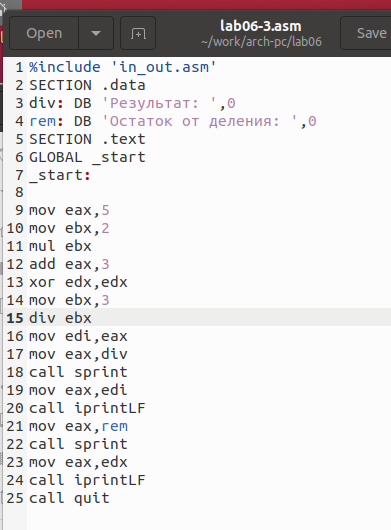 Open
lab06-3.asm
~/work/arch-pc/lab06
Save
1 %include 'in_out.asm'
2 SECTION .data
3 div: DB 'Результат: ',0
4 rem: DB 'Остаток от деления: ',0
5 SECTION .text
6 GLOBAL _start
7 _start:
8
9 mov eax,5
10 mov ebx,2
11 mul ebx
12 add eax,3
13 xor edx,edx
14 mov ebx,3
15 div ebx
16 mov edi,eax
17 mov eax,div
18 call sprint
19 mov eax,edi
20 call iprintLF
21 mov eax,rem
22 call sprint
23 mov eax,edx
24 call iprintLF
25 call quit